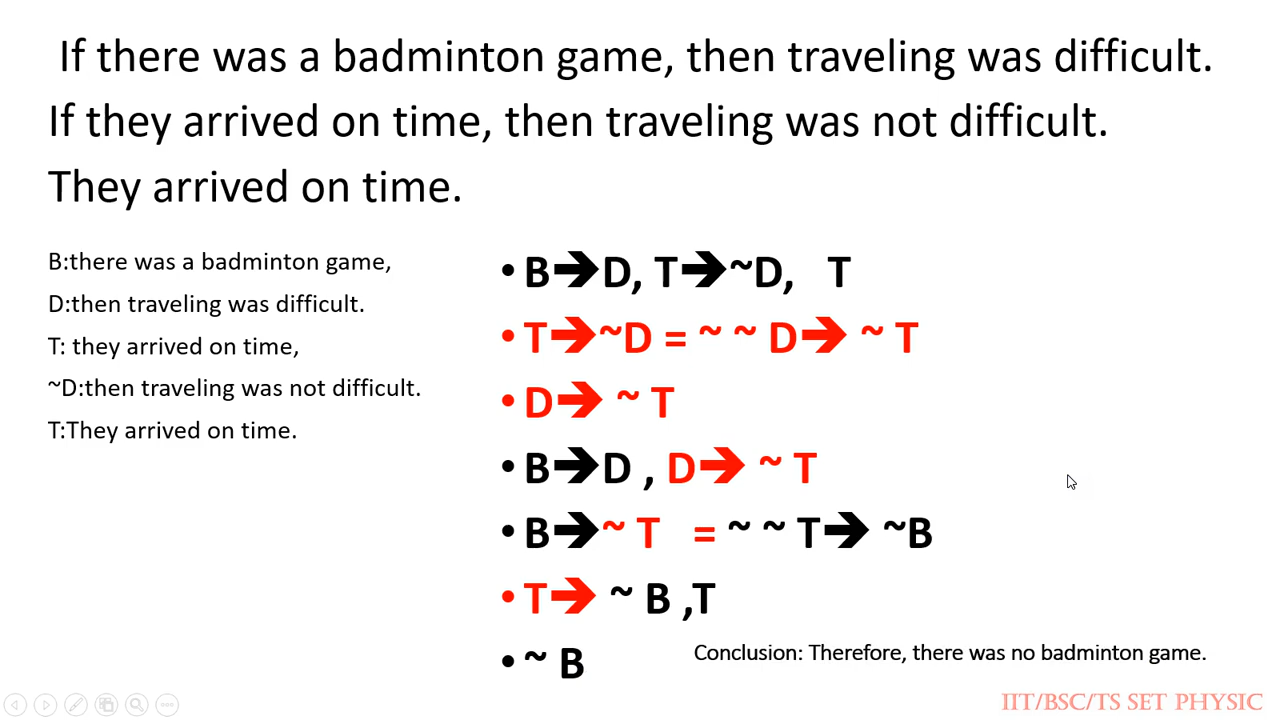 If there was a badminton game, then traveling was difficult.
If they arrived on time, then traveling was not difficult.
They arrived on time.
B:there was a badminton game,
D:then traveling was difficult.
T: they arrived on time,
~D:then traveling was not difficult.
T:They arrived on time.
• B➔D, T➔~D, T
• T➔~D = ~ ~ D➔ ~ T
• D➔ ~ T
• B➔D , D➔ ~ T
• B➔~ T = ~ ~ T➔ ~B
• T➔ ~ B ,T
• ~ B
Conclusion: Therefore, there was no badminton game.
IIT/BSC/TS SET PHYSIC